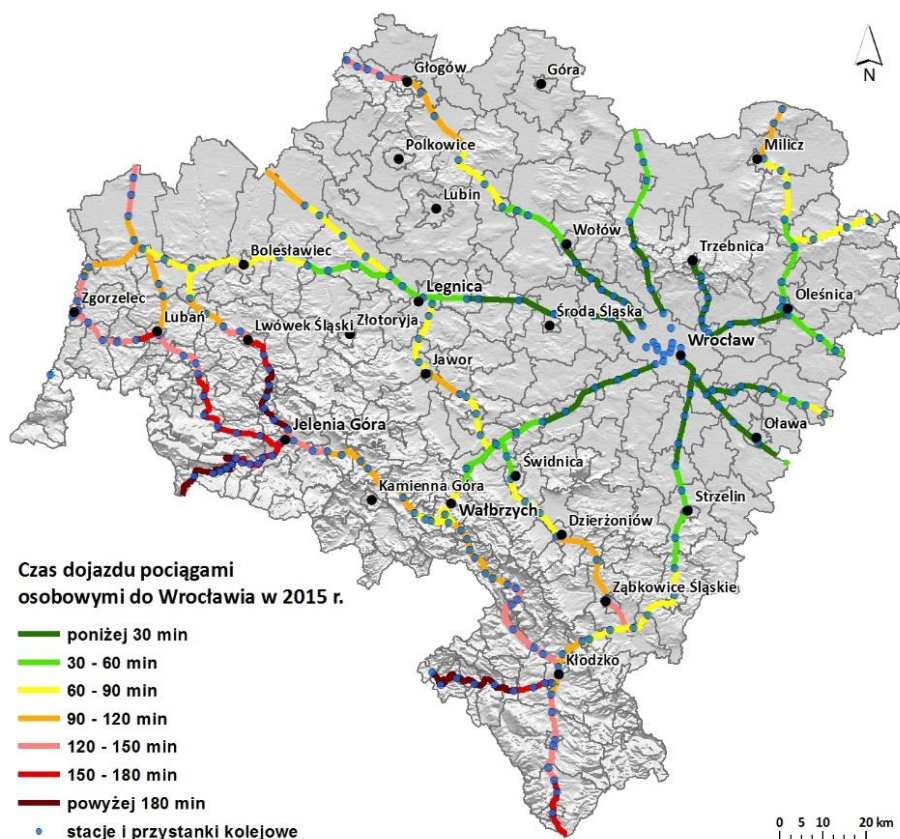 Głogów
Góra
N
Polkowice
Milicz
Lubin
Wołów
Trzebnica
Bolesławiec
Legnica
Oleśnica
Zgorzelec
Środa Śląska
Lubań
Lwówek Śląski
Złotoryja
Wrocław
Jawor
Jelenia Góra
Oława
Świdnica
Kamienna Góra
Strzelin
Wałbrzych
Dzierżoniów
Ząbkowice Śląskie
Kłodzko
Czas dojazdu pociągami
osobowymi do Wrocławia w 2015 r.
poniżej 30 min
30 - 60 min
60 - 90 min
90 - 120 min
120 - 150 min
150 - 180 min
powyżej 180 min
stacje i przystanki kolejowe
0 5 10 20 km